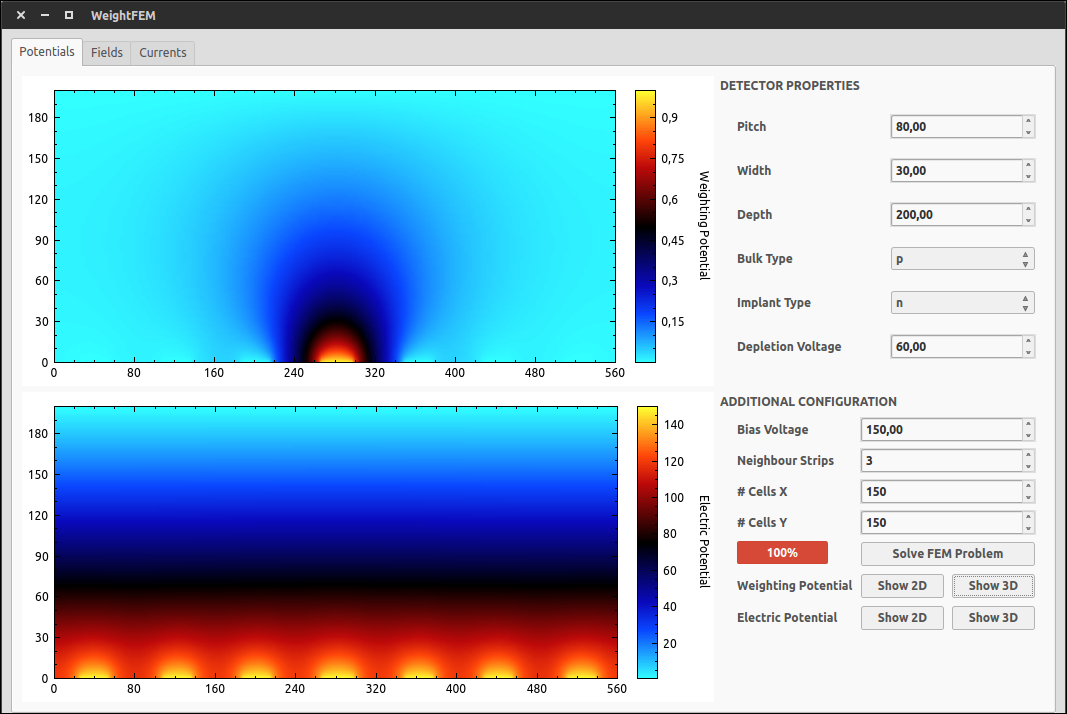 WeightFEM
Potentials Fields Currents
180
150
120
90
60
30
0
0 80 160 240 320 400 480 560
0,9
0,75
0,6
0,45
0,3
0,15
Weighting Potential
180
150
120
90
60
30
0
0 80 160 240 320 400 480 560
140
120
100
80
60
40
20
Electric Potential
DETECTOR PROPERTIES
Pitch 80,00
Width 30,00
Depth 200,00
Bulk Type p
Implant Type n
Depletion Voltage 60,00
ADDITIONAL CONFIGURATION
Bias Voltage 150,00
Neighbour Strips 3
# Cells X 150
# Cells Y 150
100% Solve FEM Problem
Weighting Potential Show 2D Show 3D
Electric Potential Show 2D Show 3D